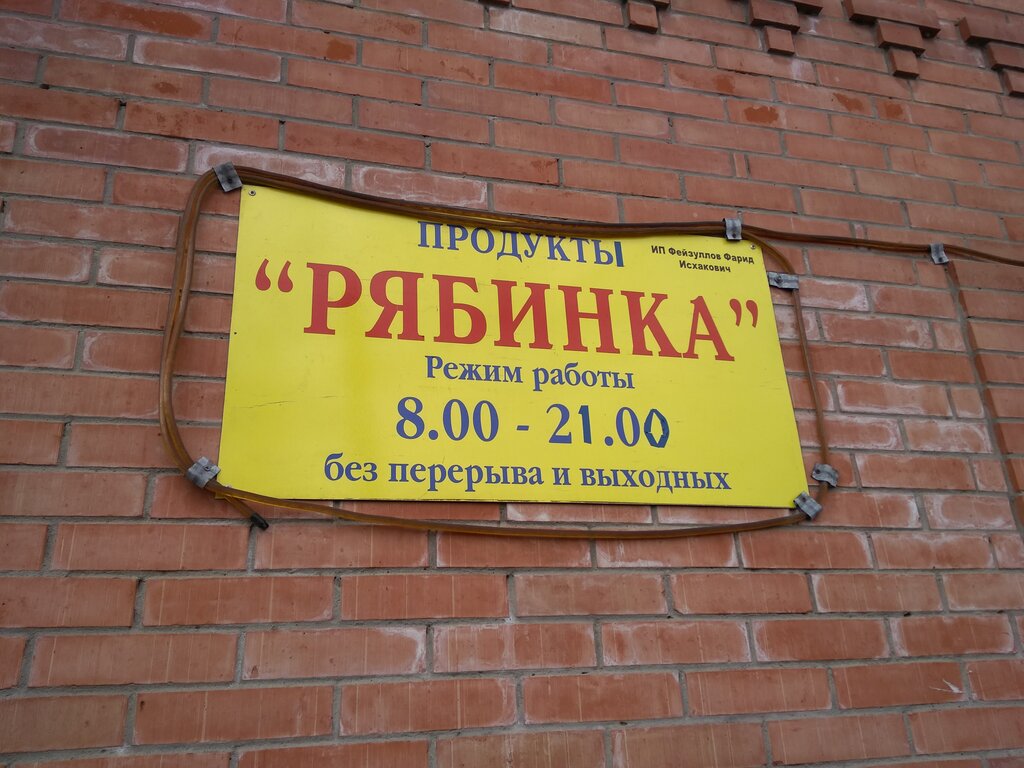 ПРОДУКТЫ
ИП Фейзуллов Фарид
Исхакович
“РЯБИНКА”
Режим работы
8.00 - 21.00
без перерыва и выходных